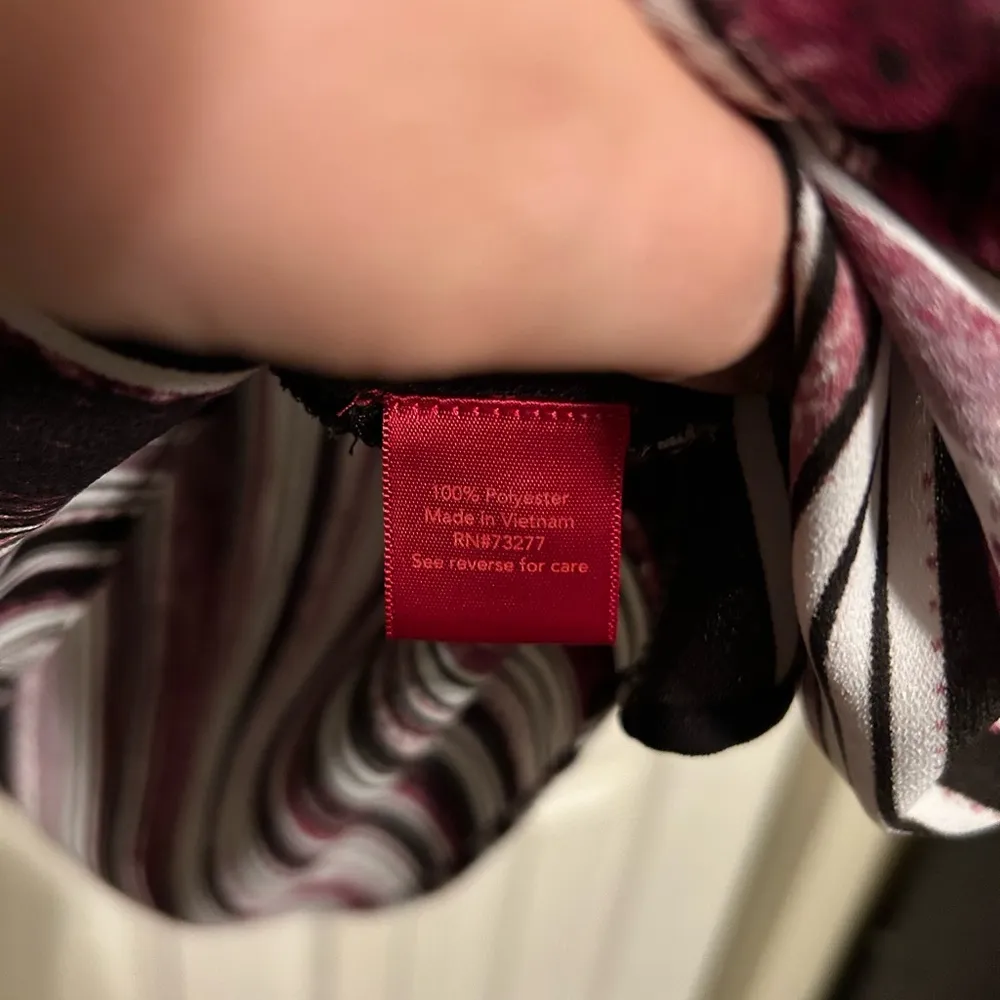 100% Polyester
Made in Vietnam
RN#73277
See reverse for care